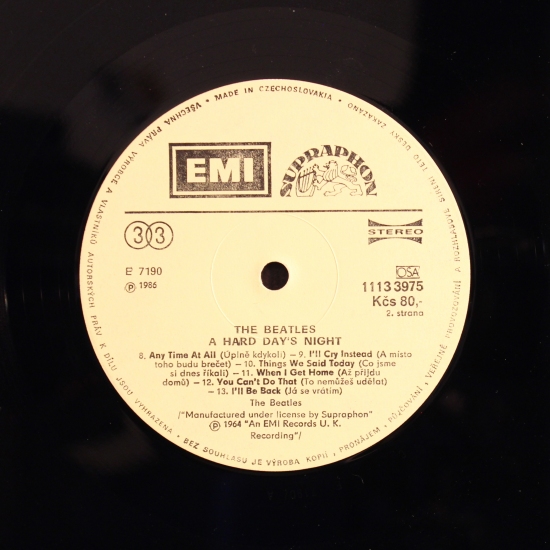 • MADE IN CZECHOSLOVAKIA •
VŠECHNA PRÁVA VÝROBCE A VLASTNÍKŮ AUTORSKÝCH PRÁV K DÍLU JSOU VYHRAZENA • BEZ SOUHLASU JE VÝROBA KOPIÍ, PRONÁJEM, PŮJČOVÁNÍ, VEŘEJNÉ PROVOZOVÁNÍ A ROZHLASOVÉ ŠÍŘENÍ TÉTO DESKY ZAKÁZÁNO
EMI
SUPRAPHON
33
STEREO
E 7190
℗ 1986
OSA
1113 3975
Kčs 80,-
2. strana
THE BEATLES
A HARD DAY'S NIGHT
8. Any Time At All (Úplně kdykoli) – 9. I'll Cry Instead (A místo
toho budu brečet) – 10. Things We Said Today (Co jsme
si dnes říkali) – 11. When I Get Home (Až přijdu
domů) – 12. You Can't Do That (To nemůžeš udělat)
– 13. I'll Be Back (Já se vrátím)
The Beatles
/"Manufactured under license by Supraphon"
℗ 1964 "An EMI Records U. K.
Recording"/